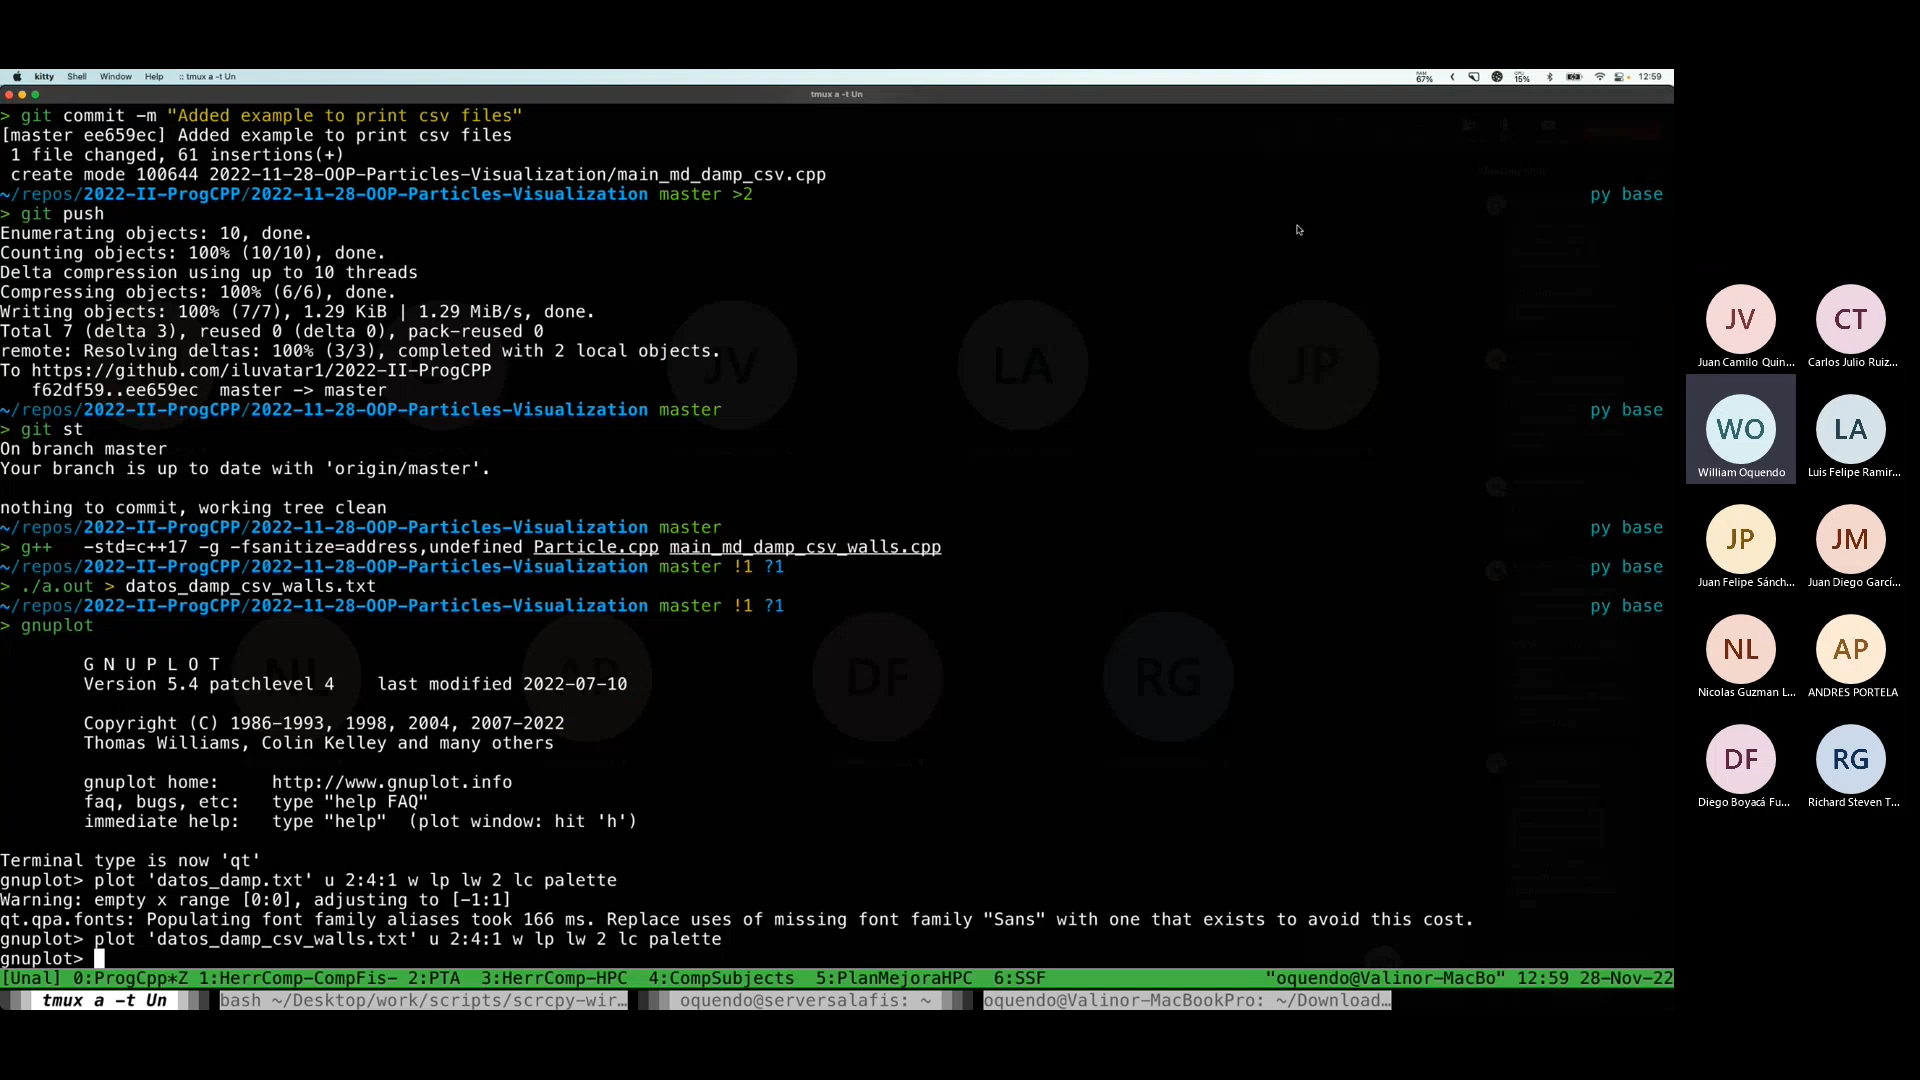 kitty Shell Window Help :: tmux a -t Un
RAM 67% CPU 15% 12:59
tmux a -t Un
> git commit -m "Added example to print csv files"
[master ee659ec] Added example to print csv files
1 file changed, 61 insertions(+)
create mode 100644 2022-11-28-OOP-Particles-Visualization/main_md_damp_csv.cpp
~/repos/2022-II-ProgCPP/2022-11-28-OOP-Particles-Visualization master >2 py base
> git push
Enumerating objects: 10, done.
Counting objects: 100% (10/10), done.
Delta compression using up to 10 threads
Compressing objects: 100% (6/6), done.
Writing objects: 100% (7/7), 1.29 KiB | 1.29 MiB/s, done.
Total 7 (delta 3), reused 0 (delta 0), pack-reused 0
remote: Resolving deltas: 100% (3/3), completed with 2 local objects.
To https://github.com/iluvatar1/2022-II-ProgCPP
f62df59..ee659ec master -> master
~/repos/2022-II-ProgCPP/2022-11-28-OOP-Particles-Visualization master py base
> git st
On branch master
Your branch is up to date with 'origin/master'.
nothing to commit, working tree clean
~/repos/2022-II-ProgCPP/2022-11-28-OOP-Particles-Visualization master py base
> g++ -std=c++17 -g -fsanitize=address,undefined Particle.cpp main_md_damp_csv_walls.cpp
~/repos/2022-II-ProgCPP/2022-11-28-OOP-Particles-Visualization master !1 ?1 py base
> ./a.out > datos_damp_csv_walls.txt
~/repos/2022-II-ProgCPP/2022-11-28-OOP-Particles-Visualization master !1 ?1 py base
> gnuplot
G N U P L O T
Version 5.4 patchlevel 4 last modified 2022-07-10
Copyright (C) 1986-1993, 1998, 2004, 2007-2022
Thomas Williams, Colin Kelley and many others
gnuplot home: http://www.gnuplot.info
faq, bugs, etc: type "help FAQ"
immediate help: type "help" (plot window: hit 'h')
Terminal type is now 'qt'
gnuplot> plot 'datos_damp.txt' u 2:4:1 w lp lw 2 lc palette
Warning: empty x range [0:0], adjusting to [-1:1]
qt.qpa.fonts: Populating font family aliases took 166 ms. Replace uses of missing font family "Sans" with one that exists to avoid this cost.
gnuplot> plot 'datos_damp_csv_walls.txt' u 2:4:1 w lp lw 2 lc palette
gnuplot>
[Unal] 0:ProgCpp*Z 1:HerrComp-CompFis- 2:PTA 3:HerrComp-HPC 4:CompSubjects 5:PlanMejoraHPC 6:SSF "oquendo@Valinor-MacBo" 12:59 28-Nov-22
tmux a -t Un bash ~/Desktop/work/scripts/scrcpy-wir… oquendo@serversalafis: ~ oquendo@Valinor-MacBookPro: ~/Download…
JV CT
Juan Camilo Quin... Carlos Julio Ruiz...
WO LA
William Oquendo Luis Felipe Ramir...
JP JM
Juan Felipe Sánch... Juan Diego Garcí...
NL AP
Nicolas Guzman L... ANDRES PORTELA
DF RG
Diego Boyacá Fu... Richard Steven T...
JV LA JP
NL AP DF RG